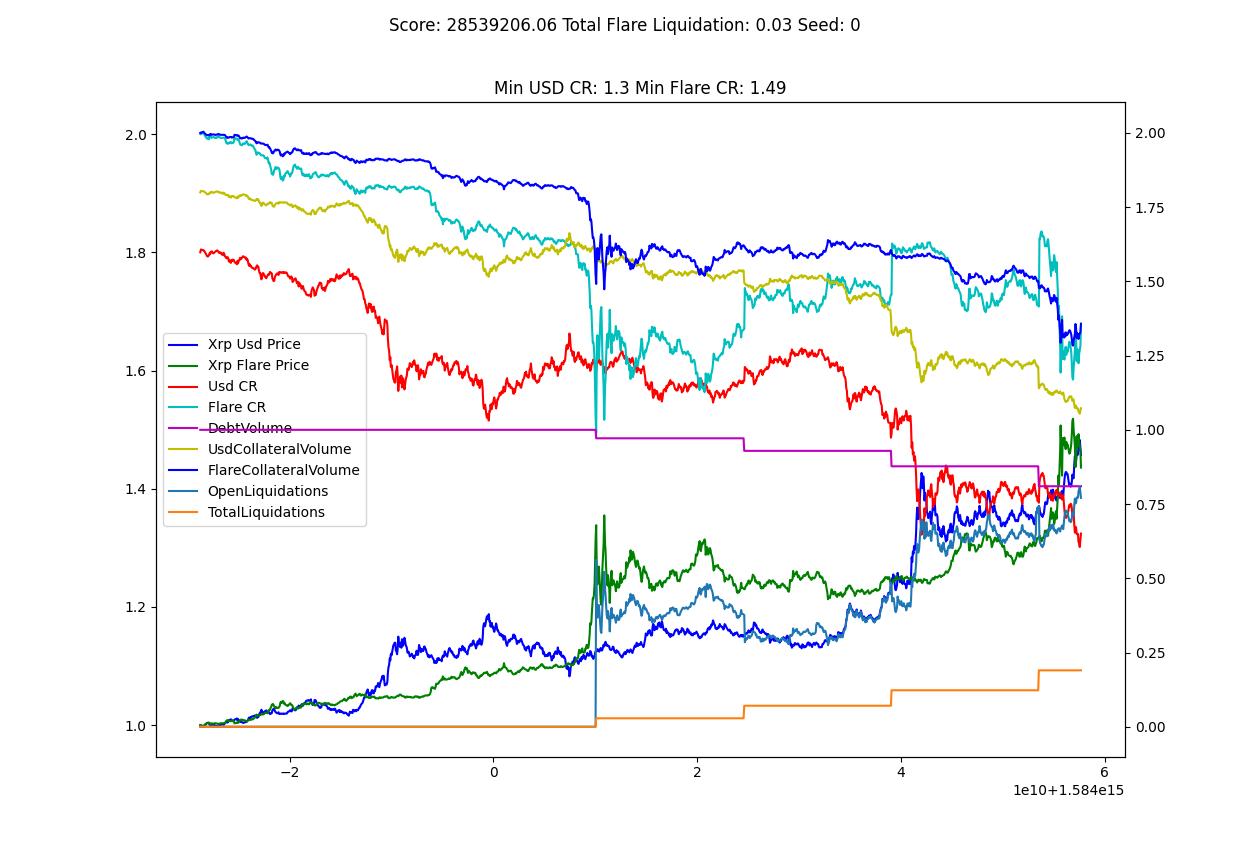 Score: 28539206.06 Total Flare Liquidation: 0.03 Seed: 0
Min USD CR: 1.3 Min Flare CR: 1.49
2.0
1.8
1.6
1.4
1.2
1.0
2.00
1.75
1.50
1.25
1.00
0.75
0.50
0.25
0.00
Xrp Usd Price
Xrp Flare Price
Usd CR
Flare CR
DebtVolume
UsdCollateralVolume
FlareCollateralVolume
OpenLiquidations
TotalLiquidations
−2
0
2
4
6
1e10+1.584e15